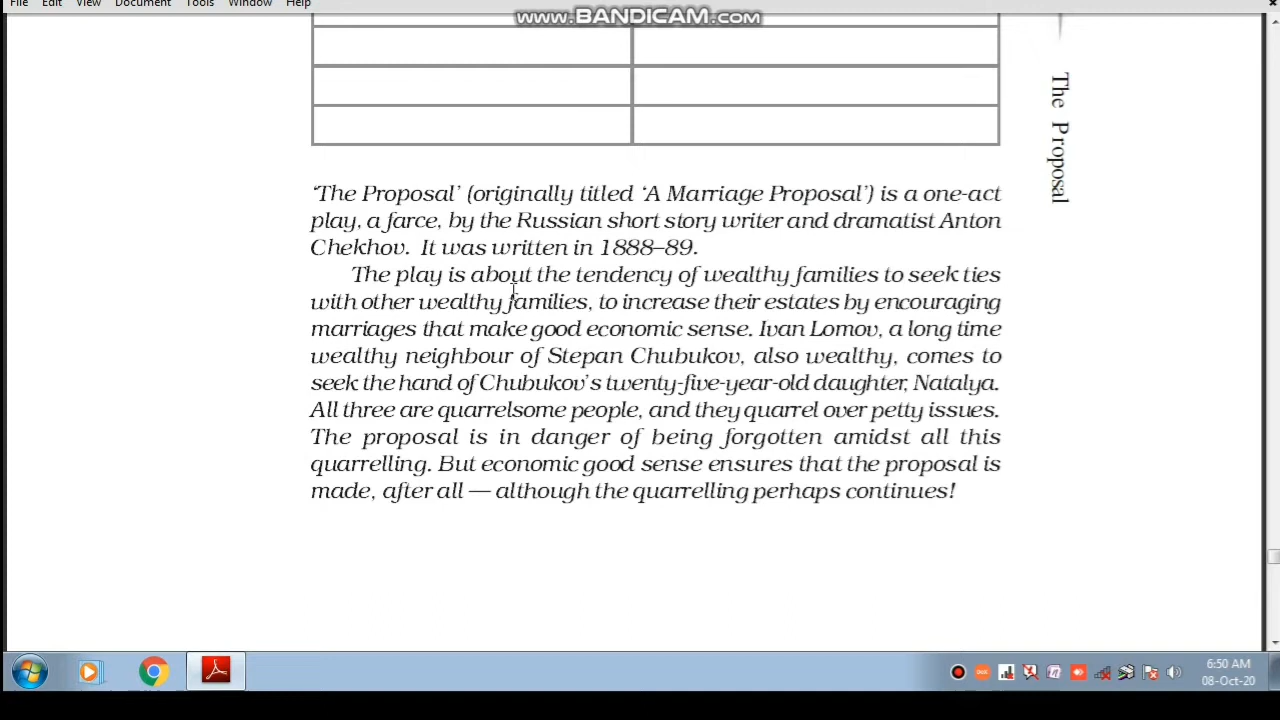 File Edit View Document Tools Window Help
www.BANDICAM.com
The Proposal
‘The Proposal’ (originally titled ‘A Marriage Proposal’) is a one-act
play, a farce, by the Russian short story writer and dramatist Anton
Chekhov. It was written in 1888–89.
The play is about the tendency of wealthy families to seek ties
with other wealthy families, to increase their estates by encouraging
marriages that make good economic sense. Ivan Lomov, a long time
wealthy neighbour of Stepan Chubukov, also wealthy, comes to
seek the hand of Chubukov’s twenty-five-year-old daughter, Natalya.
All three are quarrelsome people, and they quarrel over petty issues.
The proposal is in danger of being forgotten amidst all this
quarrelling. But economic good sense ensures that the proposal is
made, after all — although the quarrelling perhaps continues!
6:50 AM
08-Oct-20